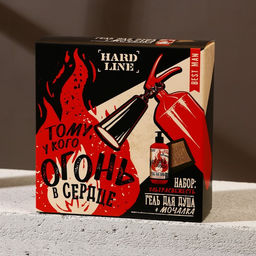 HARD
LINE
BEST MAN
ТОМУ
У КОГО
ОГОНЬ
В СЕРДЦЕ
НАБОР:
ГЕЛЬ ДЛЯ ДУША
+ МОЧАЛКА